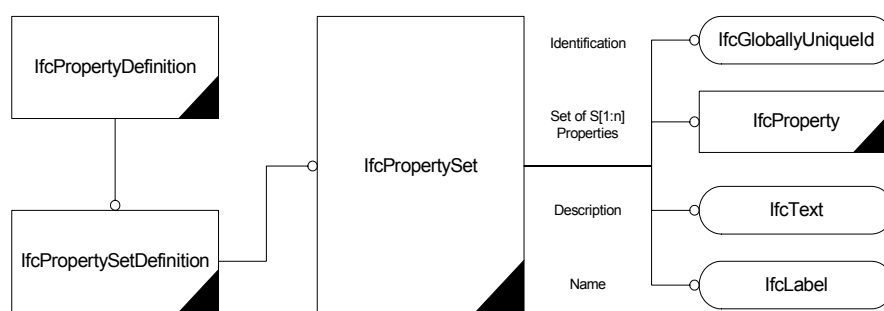 IfcPropertyDefinition
IfcPropertySetDefinition
IfcPropertySet
Identification
IfcGloballyUniqueId
Set of S[1:n]
Properties
IfcProperty
Description
IfcText
Name
IfcLabel